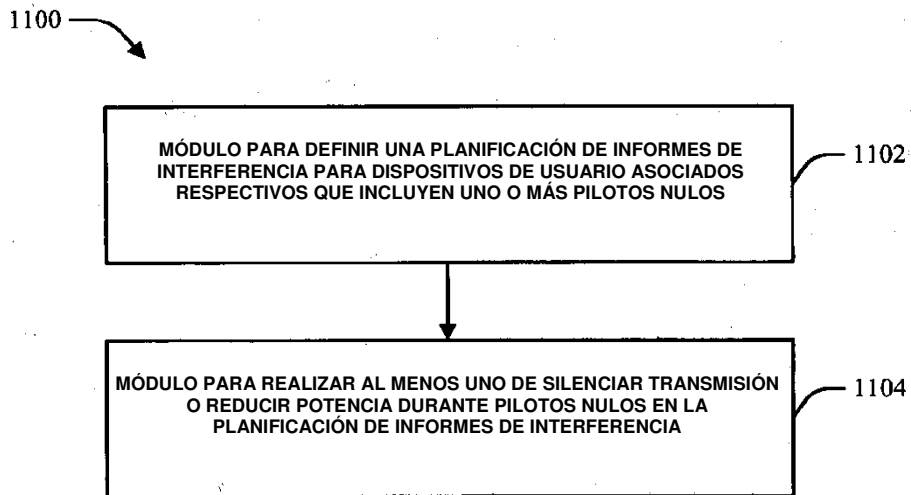 1100
MÓDULO PARA DEFINIR UNA PLANIFICACIÓN DE INFORMES DE
INTERFERENCIA PARA DISPOSITIVOS DE USUARIO ASOCIADOS
RESPECTIVOS QUE INCLUYEN UNO O MÁS PILOTOS NULOS
1102
MÓDULO PARA REALIZAR AL MENOS UNO DE SILENCIAR TRANSMISIÓN
O REDUCIR POTENCIA DURANTE PILOTOS NULOS EN LA
PLANIFICACIÓN DE INFORMES DE INTERFERENCIA
1104